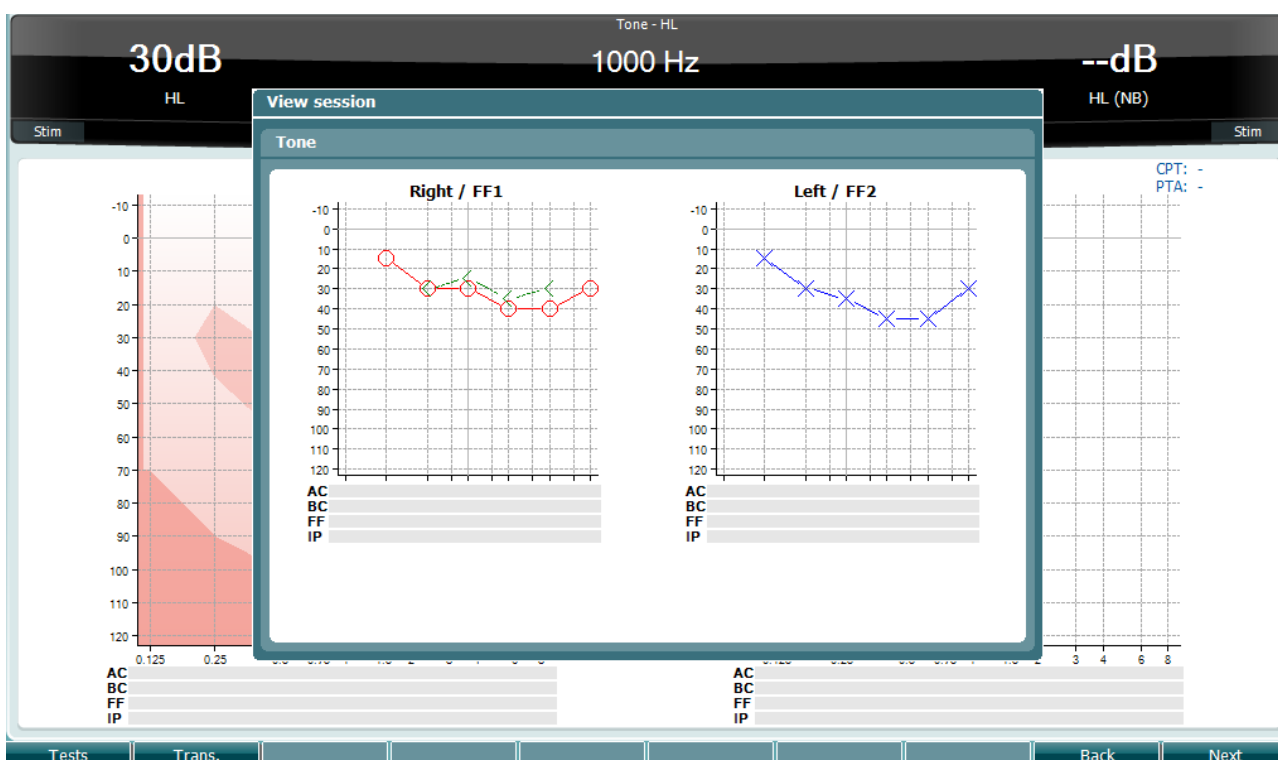 Tone - HL
30dB 1000 Hz --dB
HL HL (NB)
Stim Stim
View session
Tone
CPT: -
PTA: -
Right / FF1 Left / FF2
-10 -10
0 0
10 10
20 20
30 30
40 40
50 50
60 60
70 70
80 80
90 90
100 100
110 110
120 120
AC AC
BC BC
FF FF
IP IP
-10
0
10
20
30
40
50
60
70
80
90
100
110
120
0.125 0.25 3 4 6 8
AC AC
BC BC
FF FF
IP IP
Tests Trans. Back Next